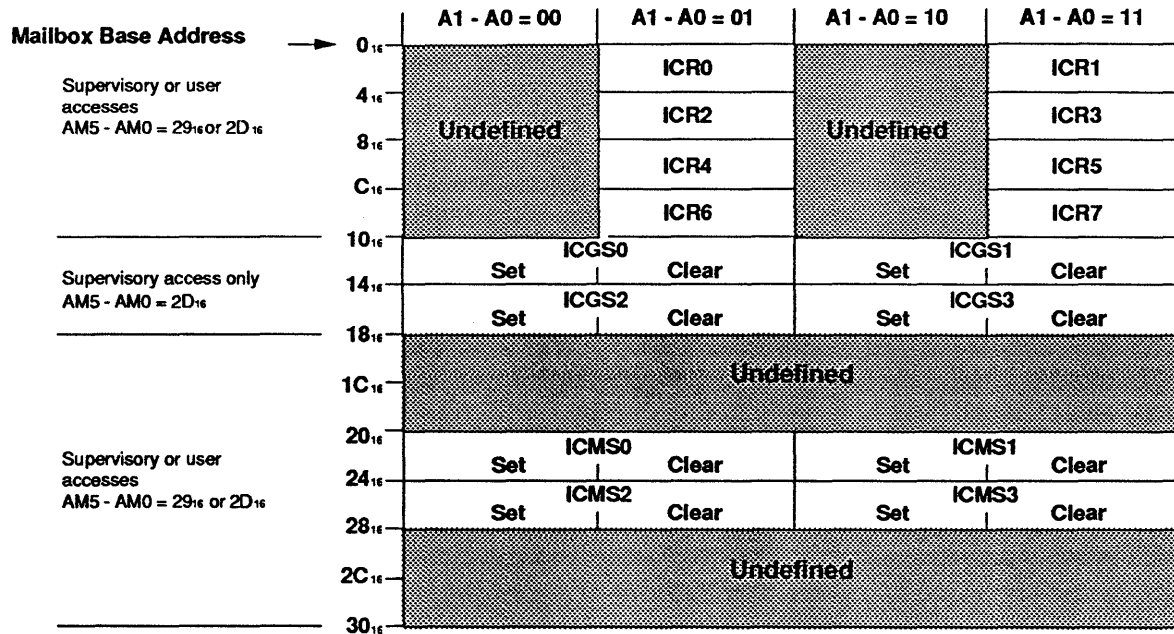 A1 - A0 = 00 A1 - A0 = 01 A1 - A0 = 10 A1 - A0 = 11
Mailbox Base Address 0₁₆
Supervisory or user
accesses
AM5 - AM0 = 29₁₆ or 2D₁₆
ICR0 ICR1
4₁₆
Undefined ICR2 Undefined ICR3
8₁₆
ICR4 ICR5
C₁₆
ICR6 ICR7
10₁₆
Supervisory access only
AM5 - AM0 = 2D₁₆
ICGS0 ICGS1
Set Clear Set Clear
14₁₆
ICGS2 ICGS3
Set Clear Set Clear
18₁₆
Undefined
1C₁₆
20₁₆
Supervisory or user
accesses
AM5 - AM0 = 29₁₆ or 2D₁₆
ICMS0 ICMS1
Set Clear Set Clear
24₁₆
ICMS2 ICMS3
Set Clear Set Clear
28₁₆
Undefined
2C₁₆
30₁₆